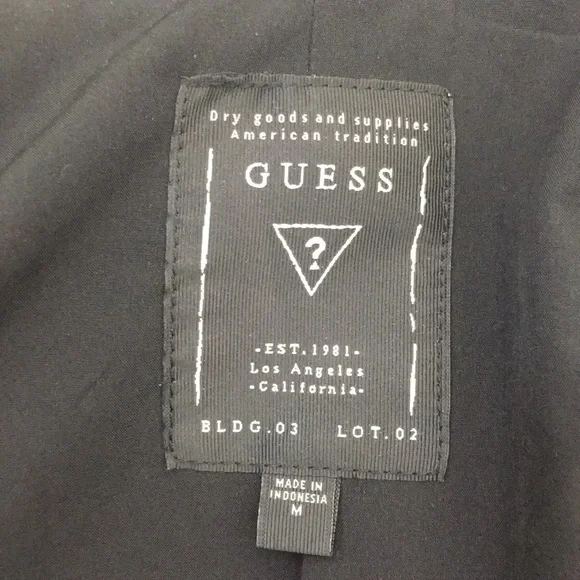 Dry goods and supplies
American tradition
GUESS
?
-EST.1981-
Los Angeles
-California-
BLDG.03 LOT.02
MADE IN
INDONESIA
M